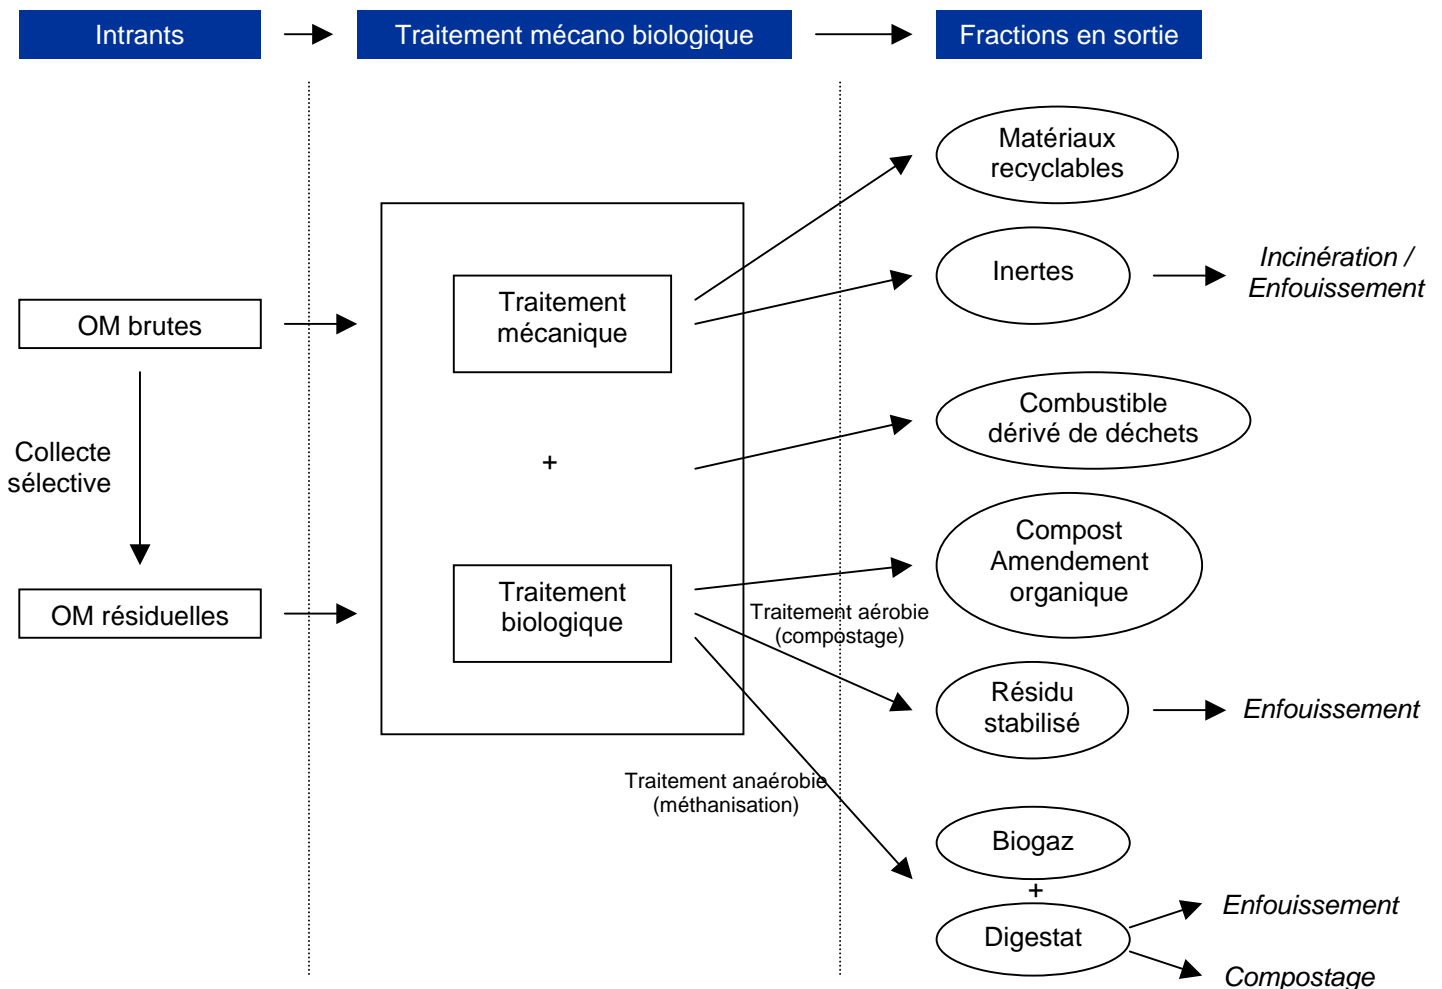 Intrants
Traitement mécano biologique
Fractions en sortie
Matériaux
recyclables
Inertes
Incinération /
Enfouissement
OM brutes
Traitement
mécanique
Combustible
dérivé de déchets
Collecte
sélective
+
Compost
Amendement
organique
OM résiduelles
Traitement
biologique
Traitement aérobie
(compostage)
Résidu
stabilisé
Enfouissement
Traitement anaérobie
(méthanisation)
Biogaz
+
Digestat
Enfouissement
Compostage